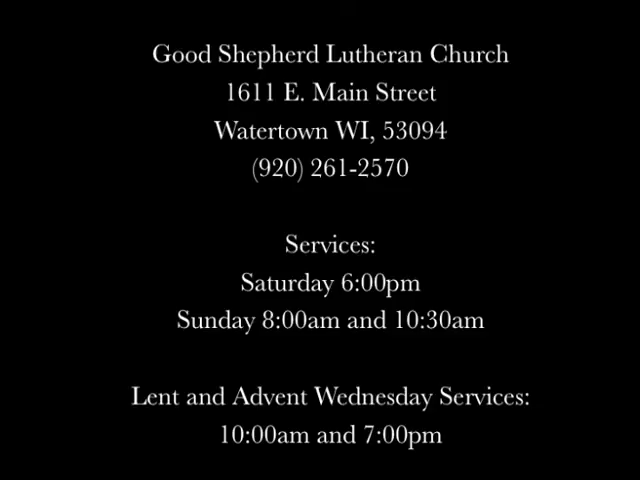 Good Shepherd Lutheran Church
1611 E. Main Street
Watertown WI, 53094
(920) 261-2570
Services:
Saturday 6:00pm
Sunday 8:00am and 10:30am
Lent and Advent Wednesday Services:
10:00am and 7:00pm